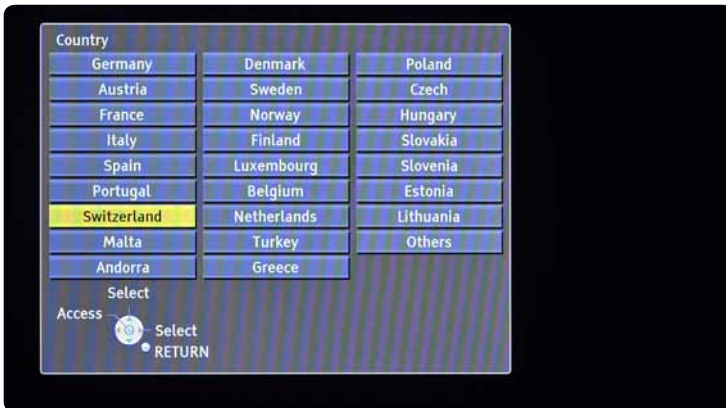 Country
Germany Denmark Poland
Austria Sweden Czech
France Norway Hungary
Italy Finland Slovakia
Spain Luxembourg Slovenia
Portugal Belgium Estonia
Switzerland Netherlands Lithuania
Malta Turkey Others
Andorra Greece
Select
Access
Select
RETURN